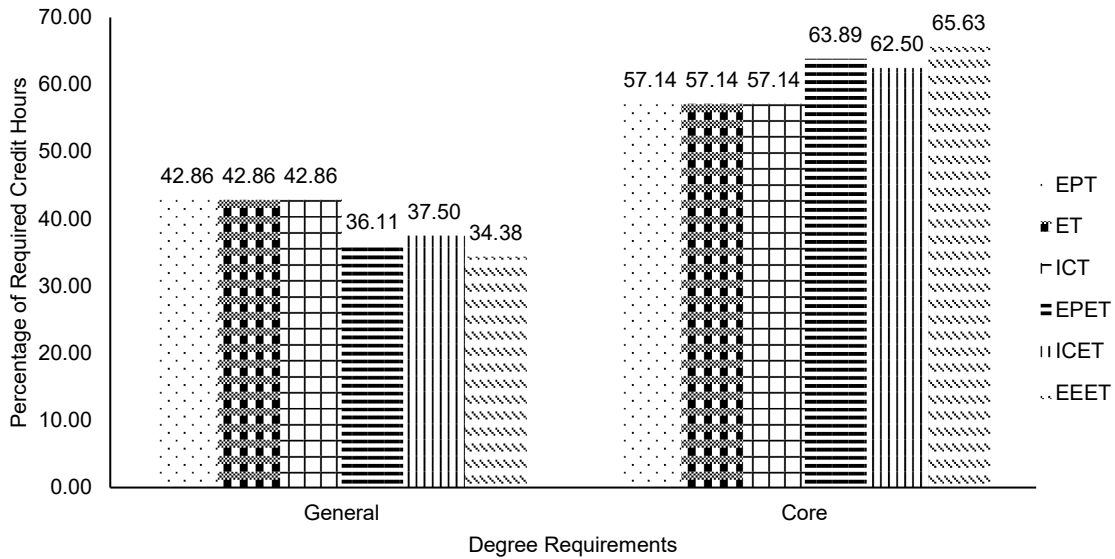 Percentage of Required Credit Hours
70.00
60.00
50.00
40.00
30.00
20.00
10.00
0.00
42.86 42.86 42.86 36.11 37.50 34.38
57.14 57.14 57.14 63.89 62.50 65.63
General Core
Degree Requirements
EPT
ET
ICT
EPET
ICET
EEET